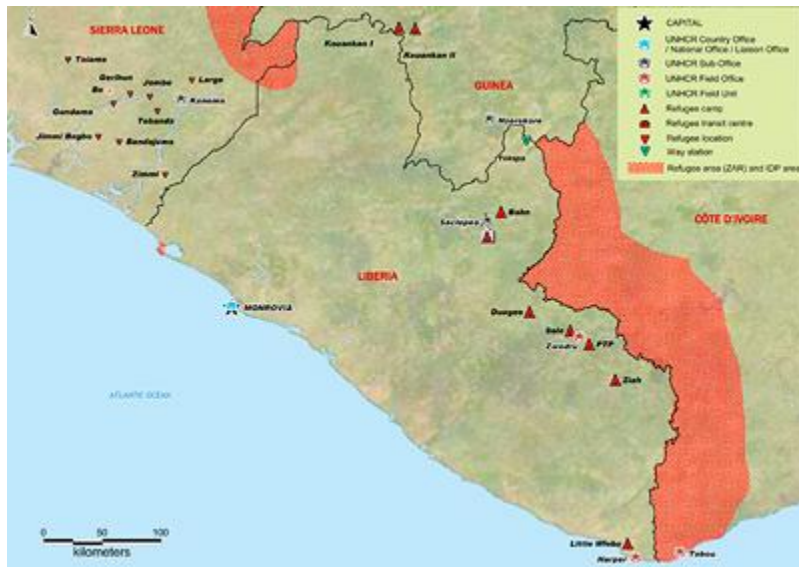 SIERRA LEONE
Kouankan I
Kouankan II
GUINEA
Taiama
Gerihun
Jembe
Largo
Bo
Kenema
Gondama
Tobanda
Jimmi Bagbo
Bandajuma
Zimmi
Nzerekore
Yomou
Bahn
Saclepea
CÔTE D'IVOIRE
LIBERIA
MONROVIA
Duogee
Solo
Zwedru
PTP
Ziah
ATLANTIC OCEAN
Little Wlebo
Harper
Tabou
0 50 100
kilometers
CAPITAL
UNHCR Country Office
/ National Office / Liaison Office
UNHCR Sub-Office
UNHCR Field Office
UNHCR Field Unit
Refugee camp
Refugee transit centre
Refugee location
Way station
Refugee area (ZAR) and IDP area